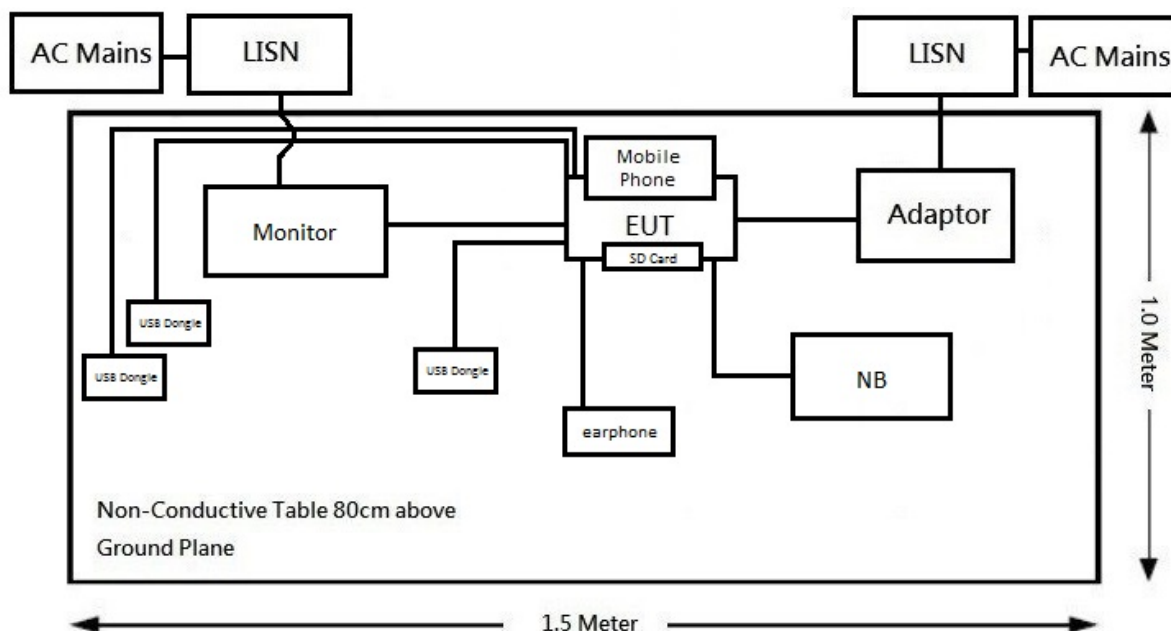 AC Mains
LISN
LISN
AC Mains
Mobile
Phone
Monitor
EUT
SD Card
Adaptor
USB Dongle
USB Dongle
USB Dongle
NB
earphone
1.0 Meter
Non-Conductive Table 80cm above
Ground Plane
1.5 Meter